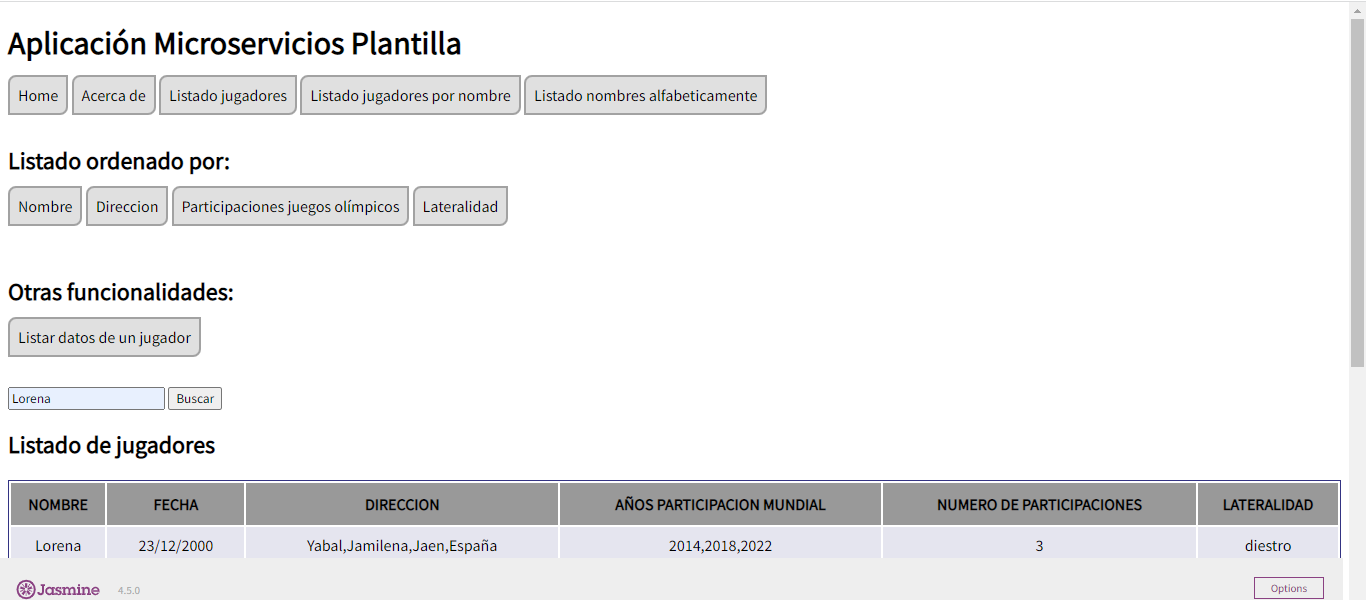 Aplicación Microservicios Plantilla
Home Acerca de Listado jugadores Listado jugadores por nombre Listado nombres alfabeticamente
Listado ordenado por:
Nombre Direccion Participaciones juegos olímpicos Lateralidad
Otras funcionalidades:
Listar datos de un jugador
Lorena Buscar
Listado de jugadores
NOMBRE FECHA DIRECCION AÑOS PARTICIPACION MUNDIAL NUMERO DE PARTICIPACIONES LATERALIDAD
Lorena 23/12/2000 Yabal,Jamilena,Jaen,España 2014,2018,2022 3 diestro
Jasmine 4.5.0 Options